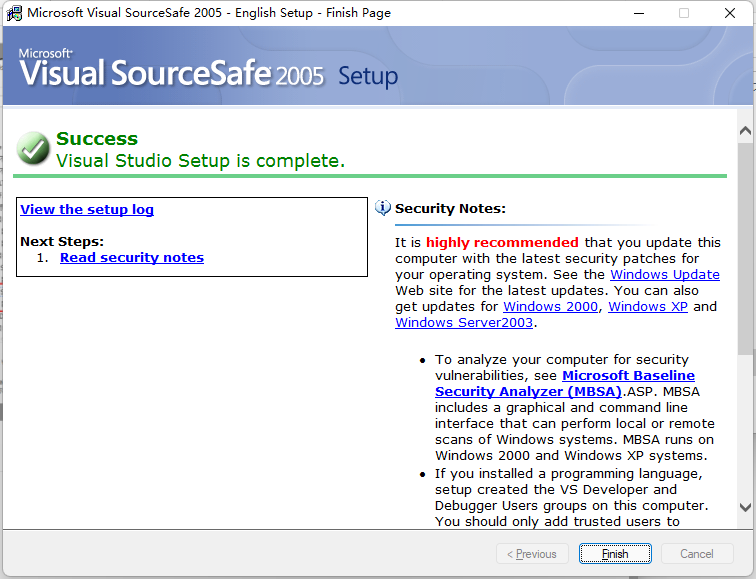 Microsoft Visual SourceSafe 2005 - English Setup - Finish Page
Microsoft®
Visual SourceSafe 2005 Setup
Success
Visual Studio Setup is complete.
View the setup log
Next Steps:
1. Read security notes
Security Notes:
It is highly recommended that you update this
computer with the latest security patches for
your operating system. See the Windows Update
Web site for the latest updates. You can also
get updates for Windows 2000, Windows XP and
Windows Server2003.
• To analyze your computer for security
vulnerabilities, see Microsoft Baseline
Security Analyzer (MBSA).ASP. MBSA
includes a graphical and command line
interface that can perform local or remote
scans of Windows systems. MBSA runs on
Windows 2000 and Windows XP systems.
• If you installed a programming language,
setup created the VS Developer and
Debugger Users groups on this computer.
You should only add trusted users to
< Previous
Finish
Cancel